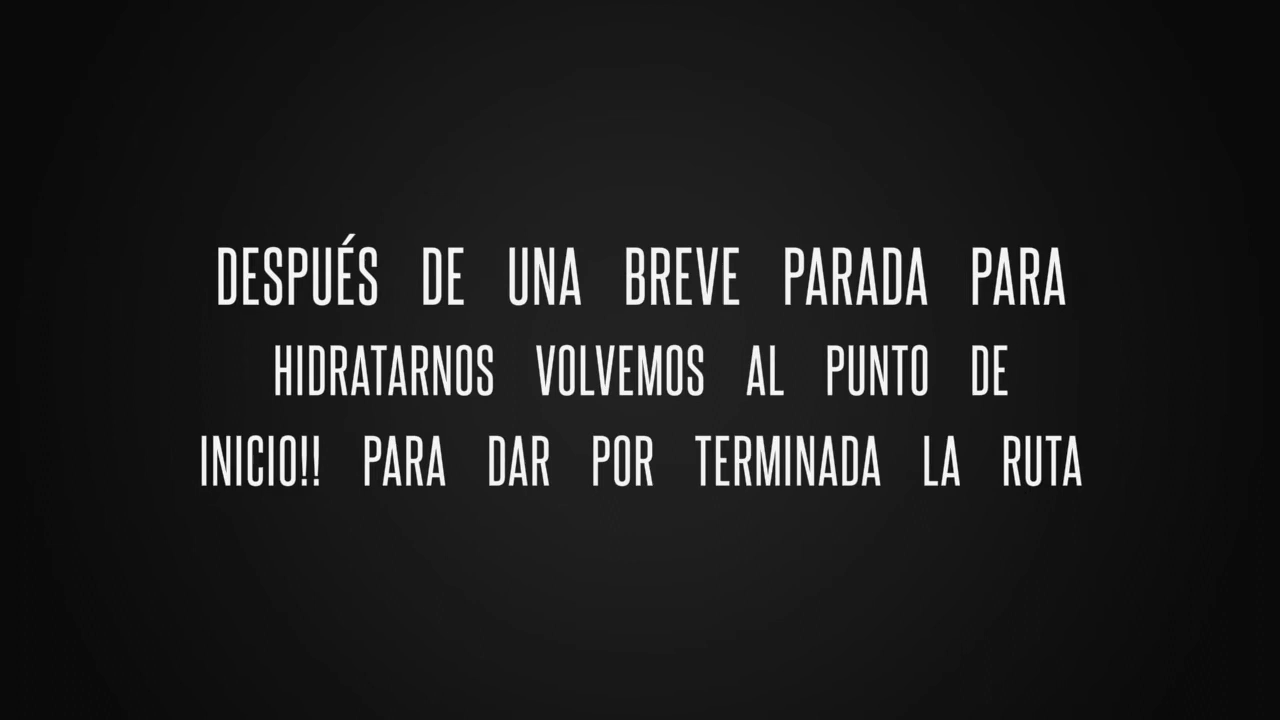 DESPUÉS DE UNA BREVE PARADA PARA
HIDRATARNOS VOLVEMOS AL PUNTO DE
INICIO!! PARA DAR POR TERMINADA LA RUTA